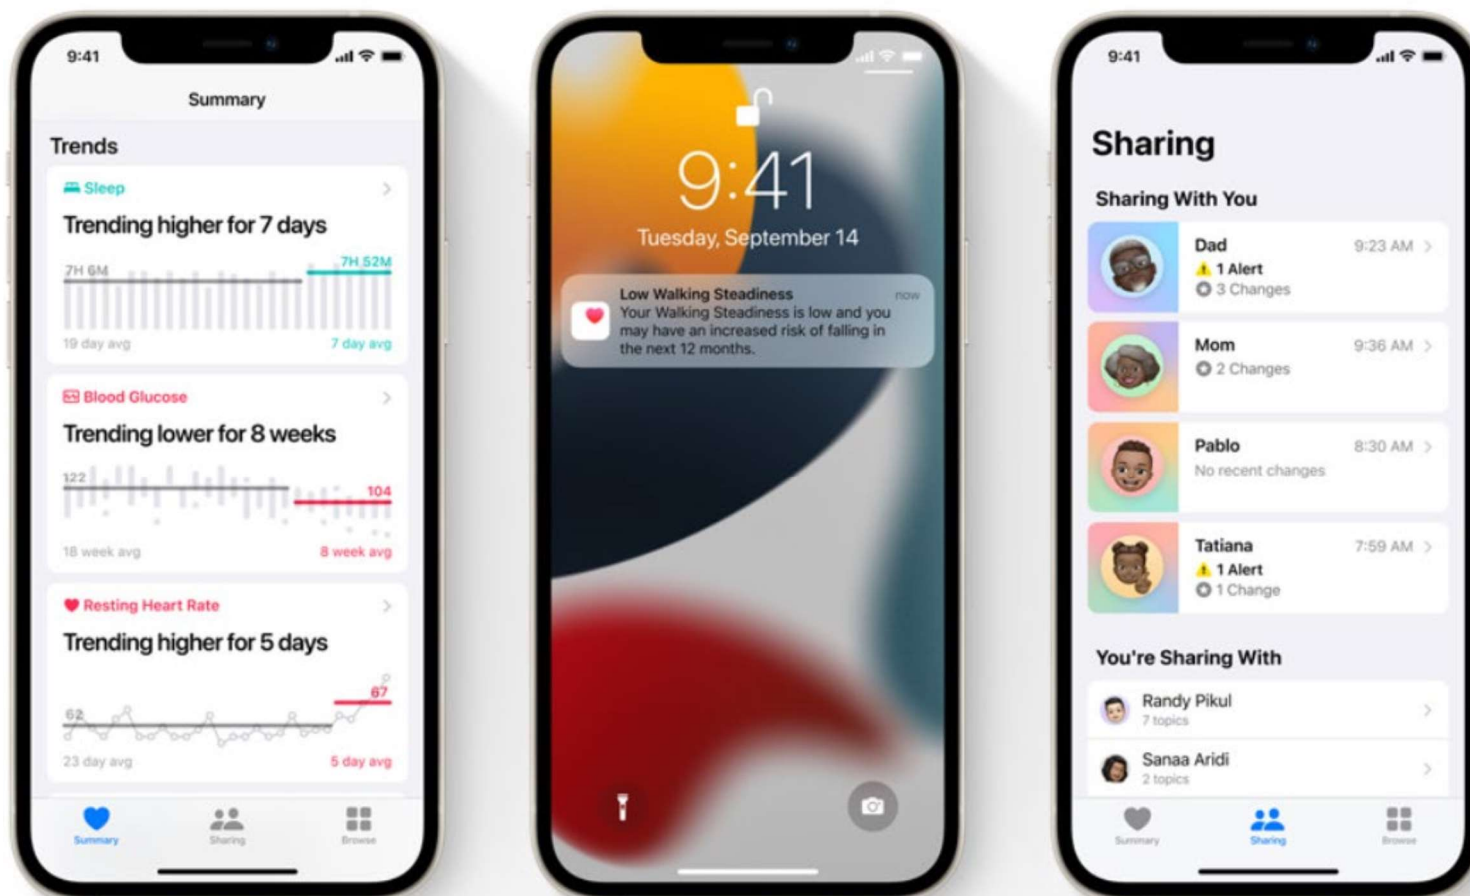 9:41
Summary
Trends
Sleep
Trending higher for 7 days
7H 6M
7H 52M
19 day avg
7 day avg
Blood Glucose
Trending lower for 8 weeks
122
104
18 week avg
8 week avg
Resting Heart Rate
Trending higher for 5 days
62
67
23 day avg
5 day avg
Summary
Sharing
Browse
9:41
Tuesday, September 14
Low Walking Steadiness
now
Your Walking Steadiness is low and you
may have an increased risk of falling in
the next 12 months.
9:41
Sharing
Sharing With You
Dad
9:23 AM
1 Alert
3 Changes
Mom
9:36 AM
2 Changes
Pablo
8:30 AM
No recent changes
Tatiana
7:59 AM
1 Alert
1 Change
You're Sharing With
Randy Pikul
7 topics
Sanaa Aridi
2 topics
Summary
Sharing
Browse